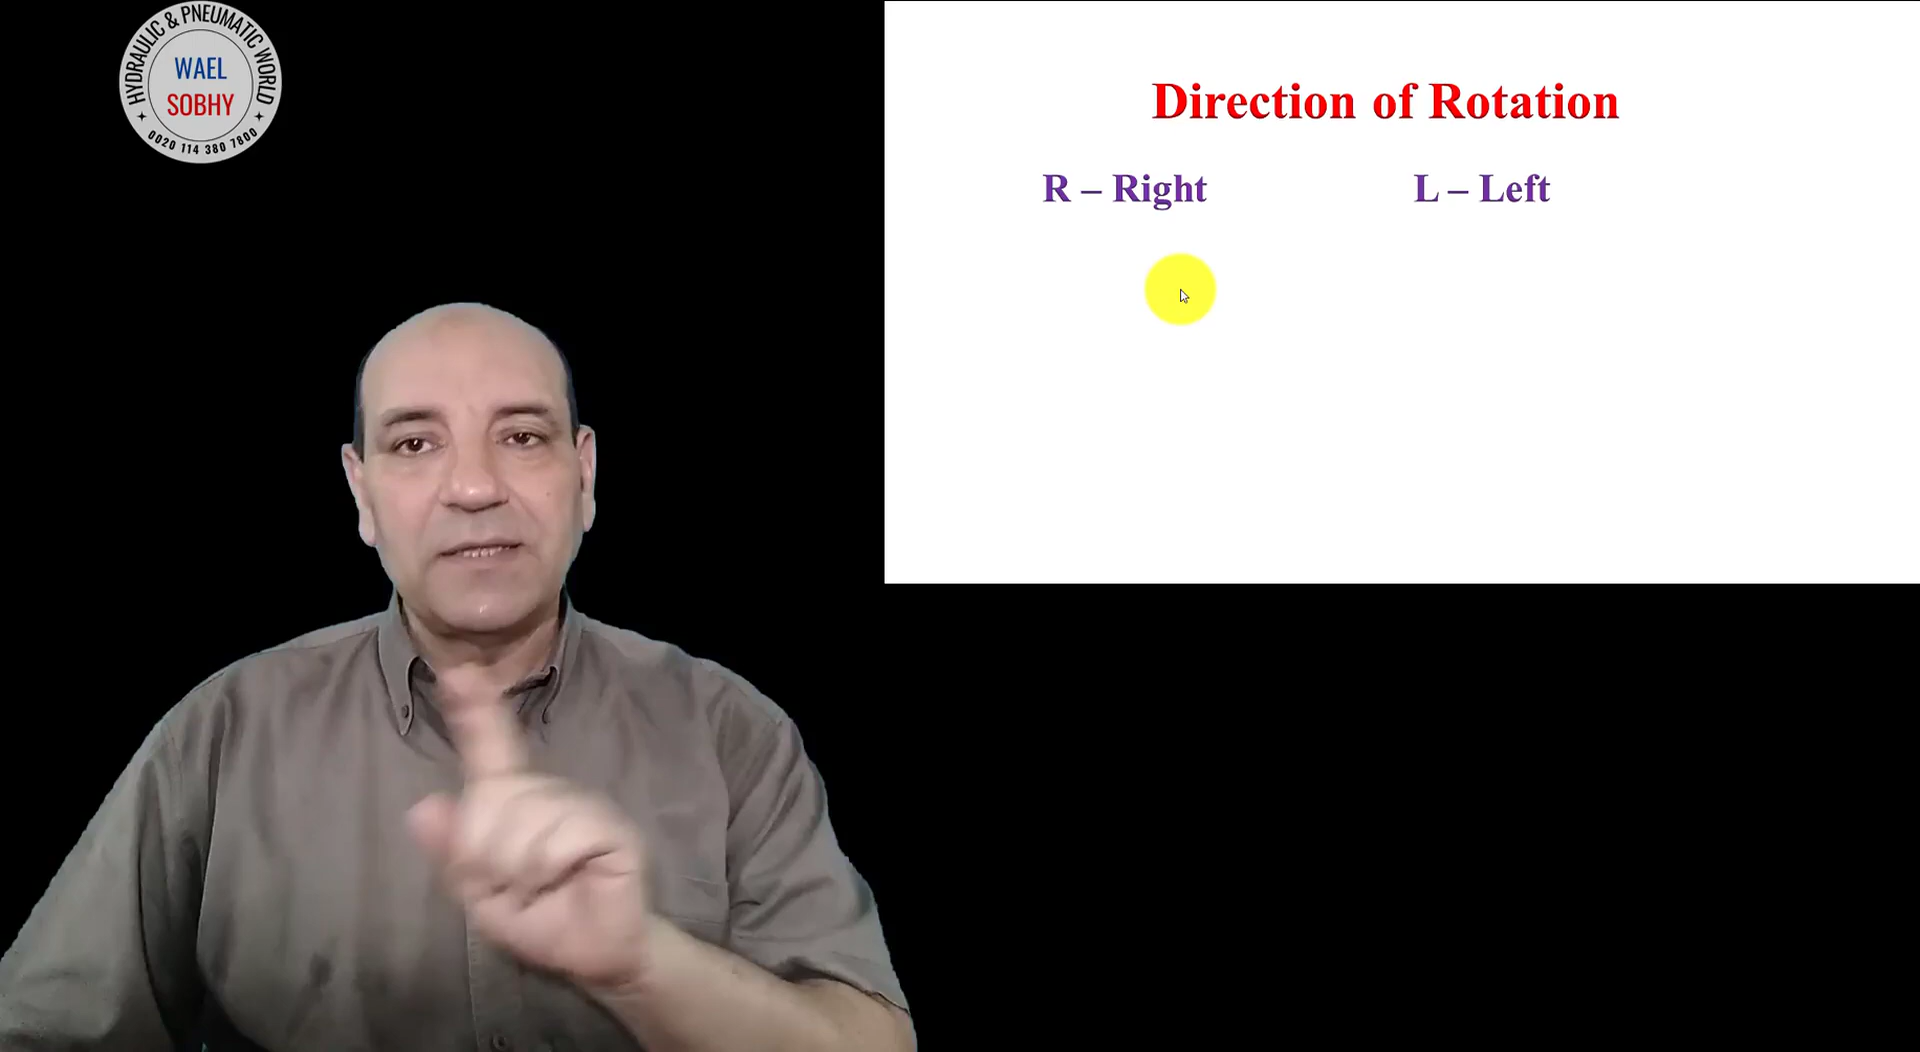 HYDRAULIC & PNEUMATIC WORLD
WAEL
SOBHY
0020 114 380 7800
Direction of Rotation
R – Right
L – Left